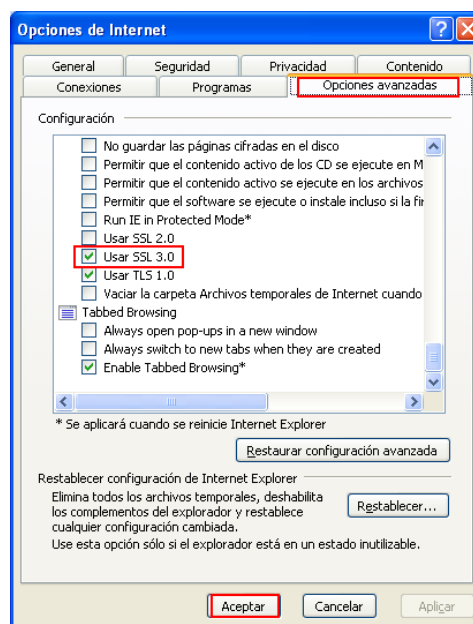 Opciones de Internet
General Seguridad Privacidad Contenido
Conexiones Programas Opciones avanzadas
Configuración
No guardar las páginas cifradas en el disco
Permitir que el contenido activo de los CD se ejecute en M
Permitir que el contenido activo se ejecute en los archivos
Permitir que el software se ejecute o instale incluso si la fir
Run IE in Protected Mode*
Usar SSL 2.0
Usar SSL 3.0
Usar TLS 1.0
Vaciar la carpeta Archivos temporales de Internet cuando
Tabbed Browsing
Always open pop-ups in a new window
Always switch to new tabs when they are created
Enable Tabbed Browsing*
* Se aplicará cuando se reinicie Internet Explorer
Restaurar configuración avanzada
Restablecer configuración de Internet Explorer
Elimina todos los archivos temporales, deshabilita
los complementos del explorador y restablece
cualquier configuración cambiada.
Restablecer...
Use esta opción sólo si el explorador está en un estado inutilizable.
Aceptar Cancelar Aplicar